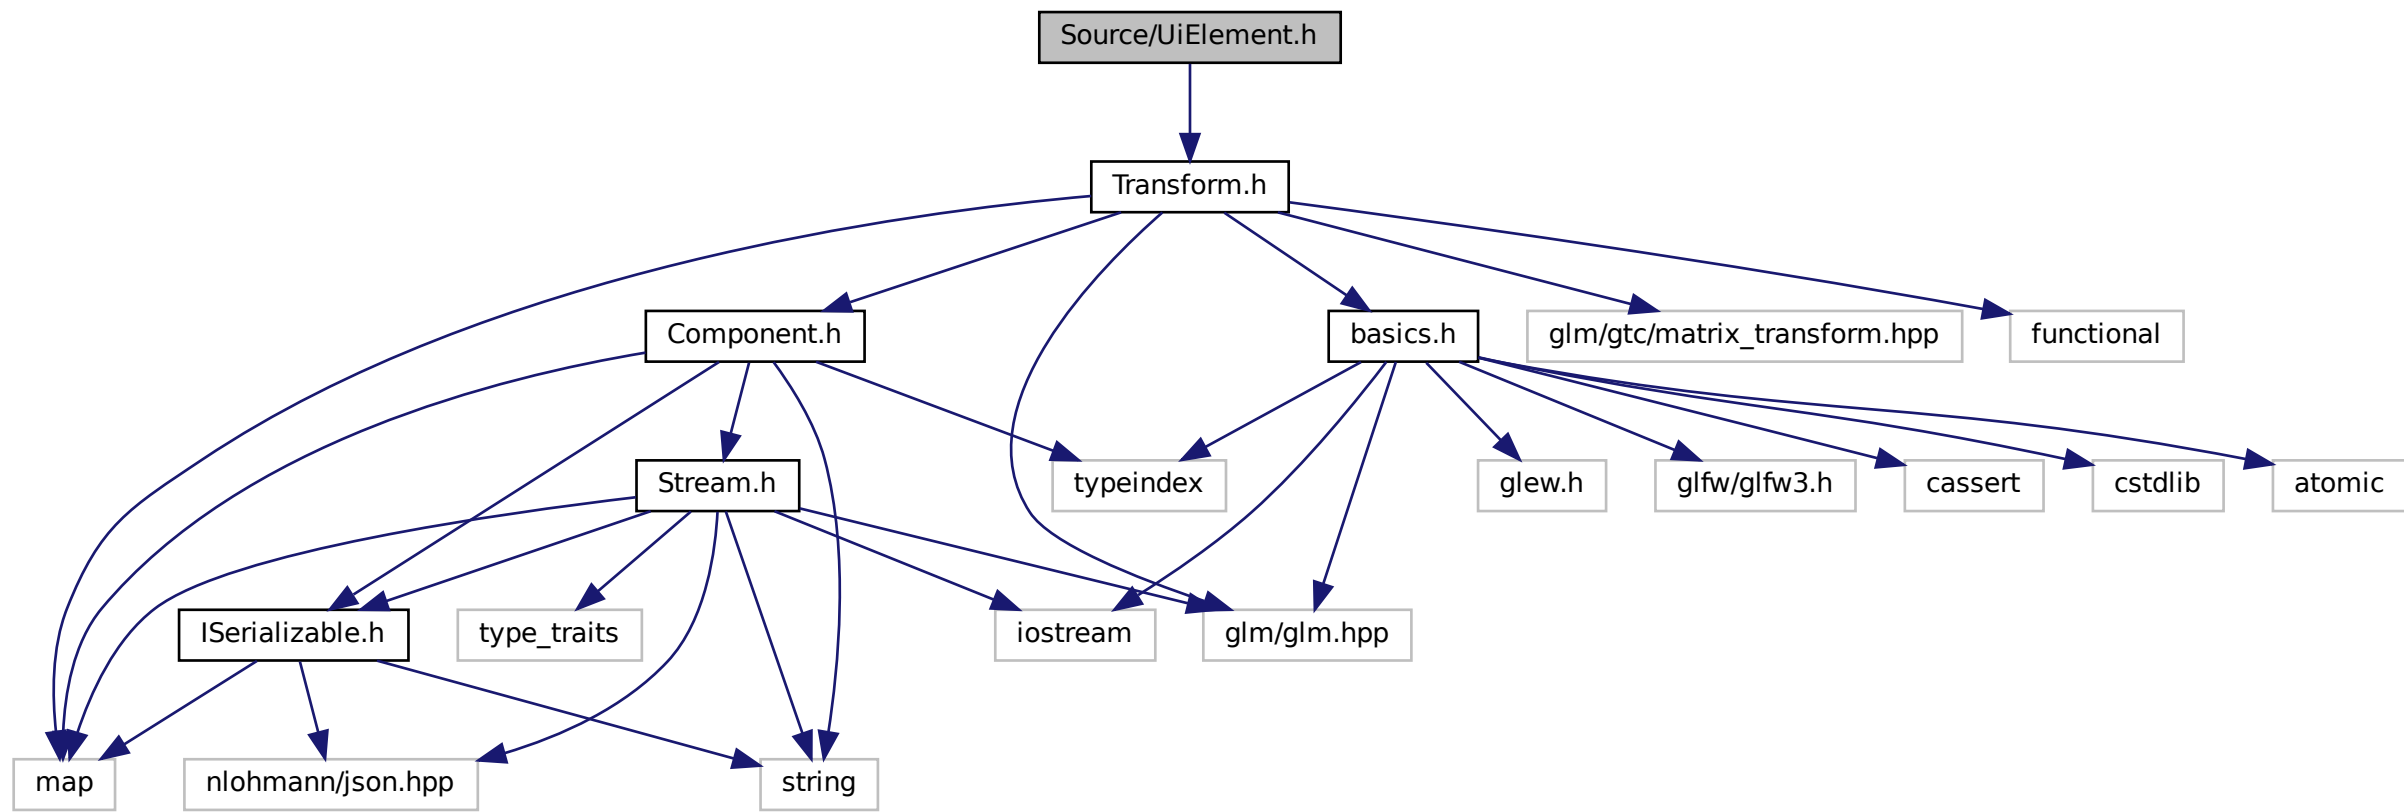 Source/UiElement.h
Transform.h
Component.h
basics.h
glm/gtc/matrix_transform.hpp
functional
Stream.h
typeindex
glew.h
glfw/glfw3.h
cassert
cstdlib
atomic
ISerializable.h
type_traits
iostream
glm/glm.hpp
map
nlohmann/json.hpp
string